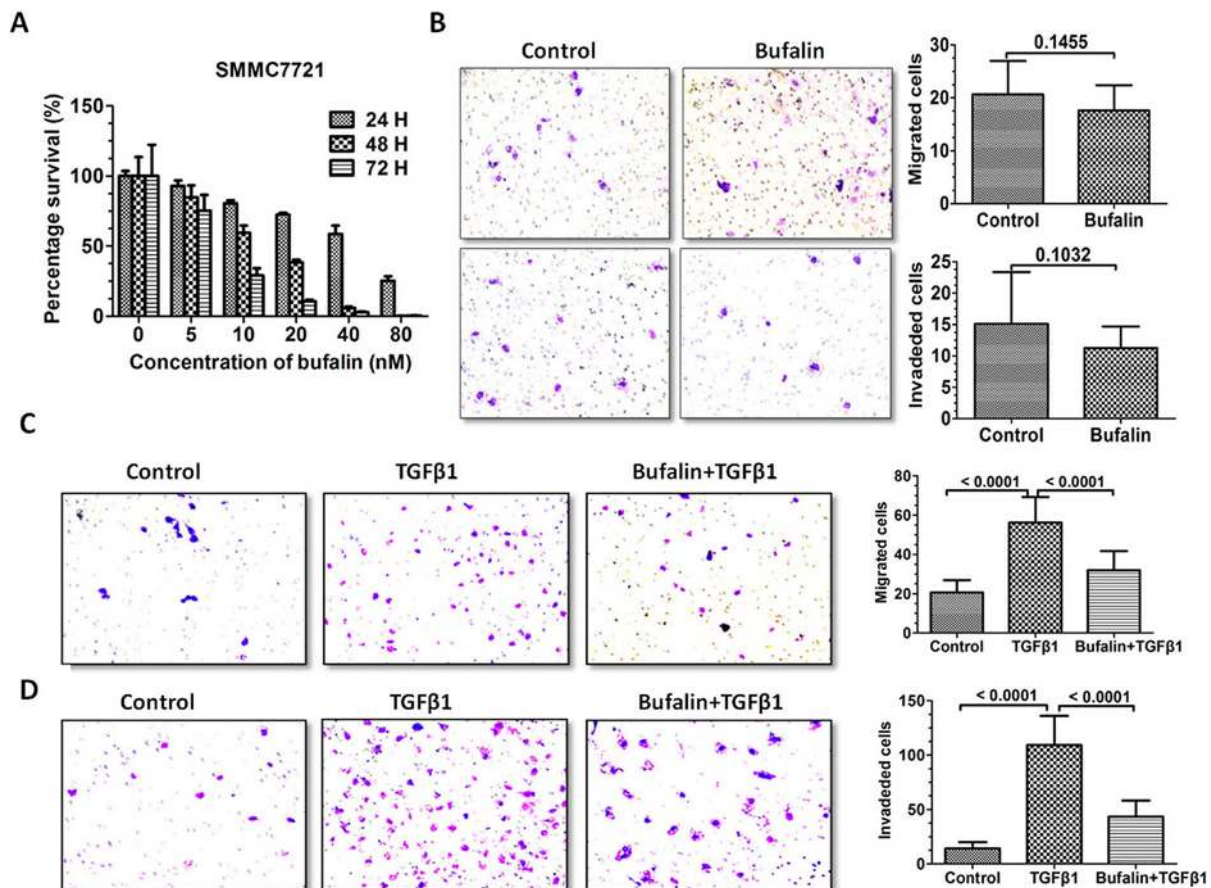 A
SMMC7721
Percentage survival (%)
150
100
50
0
24 H
48 H
72 H
0 5 10 20 40 80
Concentration of bufalin (nM)
B
Control Bufalin
Migrated cells
30
20
10
0
0.1455
Control Bufalin
Invadeded cells
25
20
15
10
5
0
0.1032
Control Bufalin
C
Control TGFβ1 Bufalin+TGFβ1
Migrated cells
80
60
40
20
0
< 0.0001 < 0.0001
Control TGFβ1 Bufalin+TGFβ1
D
Control TGFβ1 Bufalin+TGFβ1
Invadeded cells
150
100
50
0
< 0.0001 < 0.0001
Control TGFβ1 Bufalin+TGFβ1